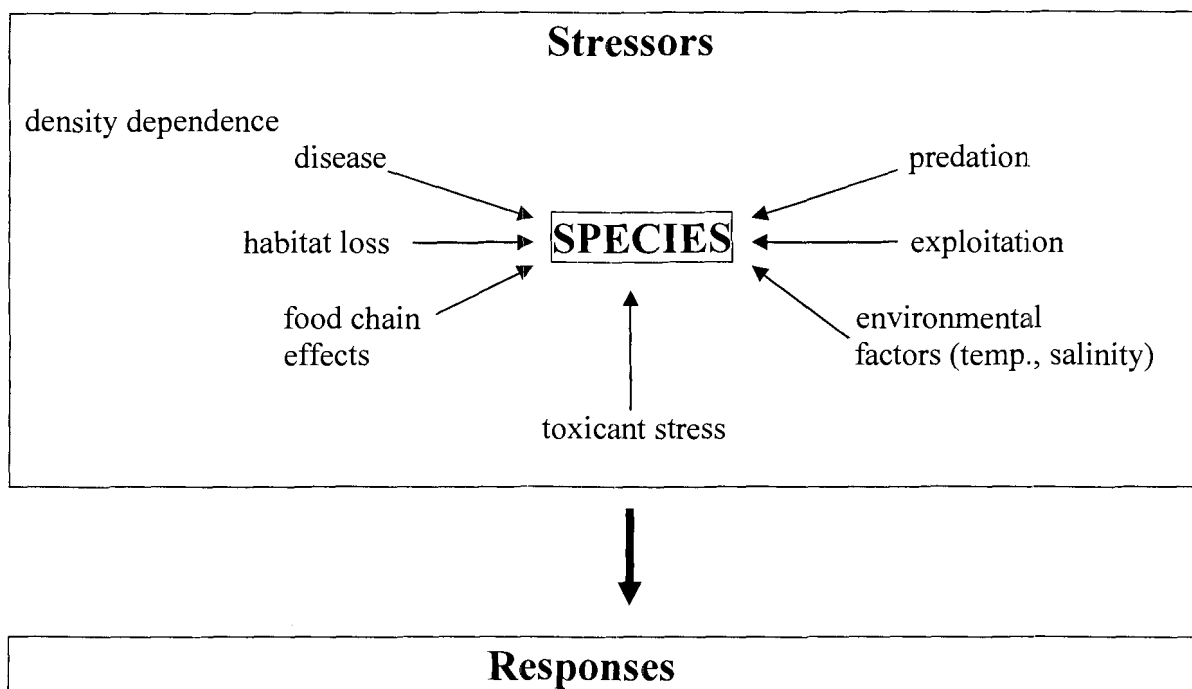 Stressors
density dependence
disease
predation
habitat loss
SPECIES
exploitation
food chain
effects
environmental
factors (temp., salinity)
toxicant stress
Responses